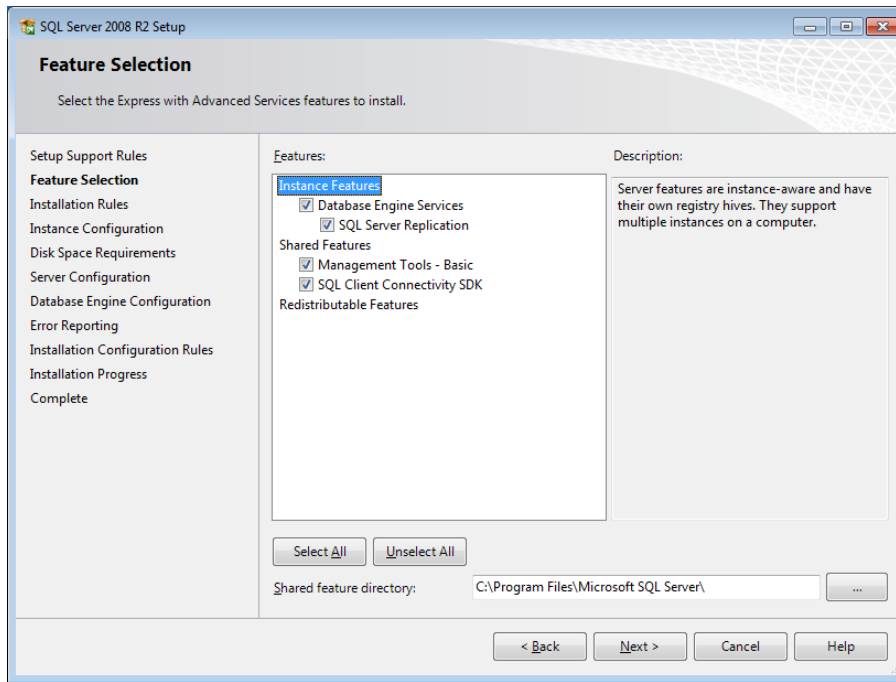 SQL Server 2008 R2 Setup
Feature Selection
Select the Express with Advanced Services features to install.
Setup Support Rules
Feature Selection
Installation Rules
Instance Configuration
Disk Space Requirements
Server Configuration
Database Engine Configuration
Error Reporting
Installation Configuration Rules
Installation Progress
Complete
Features:
Instance Features
Database Engine Services
SQL Server Replication
Shared Features
Management Tools - Basic
SQL Client Connectivity SDK
Redistributable Features
Description:
Server features are instance-aware and have
their own registry hives. They support
multiple instances on a computer.
Select All
Unselect All
Shared feature directory:
C:\Program Files\Microsoft SQL Server\
...
< Back
Next >
Cancel
Help